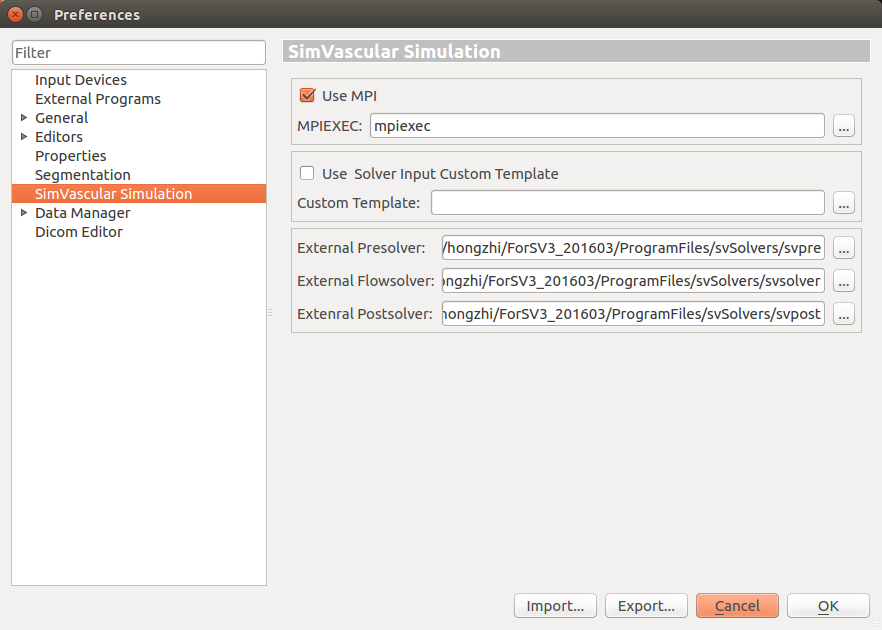 Preferences
Filter
Input Devices
External Programs
General
Editors
Properties
Segmentation
SimVascular Simulation
Data Manager
Dicom Editor
SimVascular Simulation
Use MPI
MPIEXEC: mpiexec ...
Use Solver Input Custom Template
Custom Template: ...
External Presolver: /hongzhi/ForSV3_201603/ProgramFiles/svSolvers/svpre ...
External Flowsolver: ongzhi/ForSV3_201603/ProgramFiles/svSolvers/svsolver ...
Extenral Postsolver: hongzhi/ForSV3_201603/ProgramFiles/svSolvers/svpost ...
Import... Export... Cancel OK